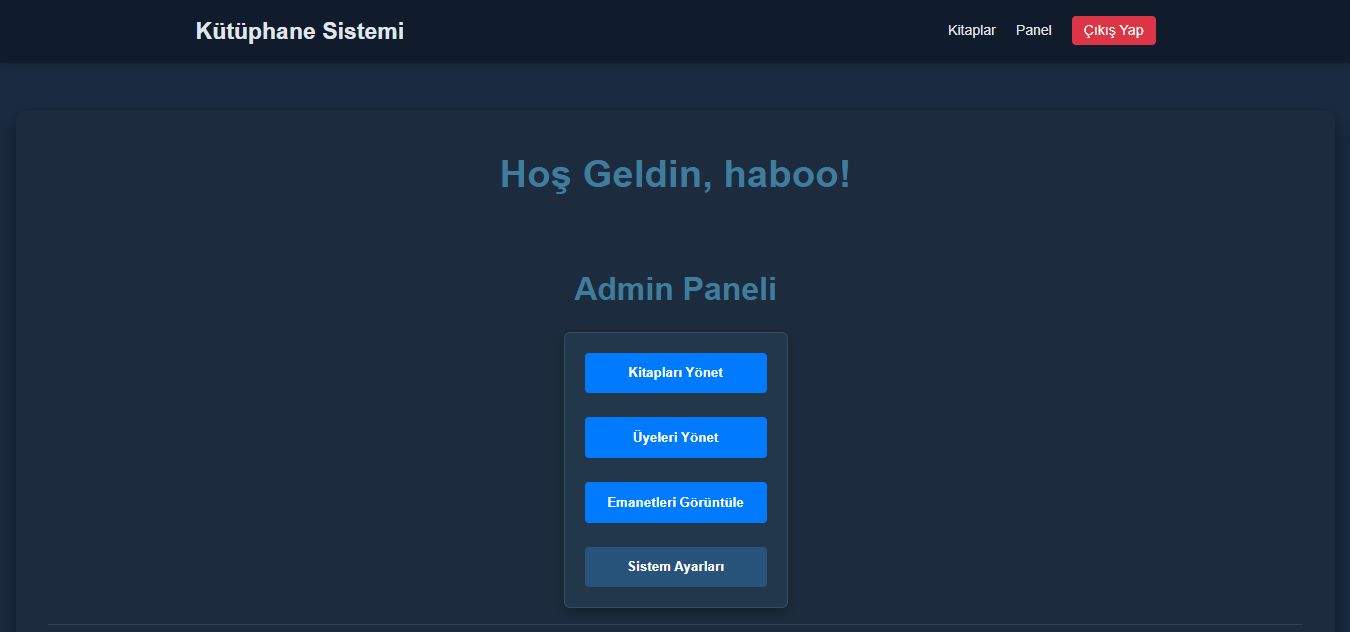 Kütüphane Sistemi
Kitaplar Panel Çıkış Yap
Hoş Geldin, haboo!
Admin Paneli
Kitapları Yönet
Üyeleri Yönet
Emanetleri Görüntüle
Sistem Ayarları